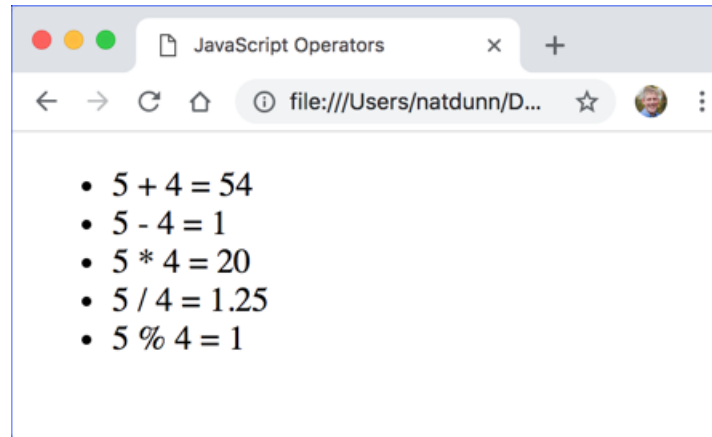 JavaScript Operators
file:///Users/natdunn/D...
5 + 4 = 54
5 - 4 = 1
5 * 4 = 20
5 / 4 = 1.25
5 % 4 = 1